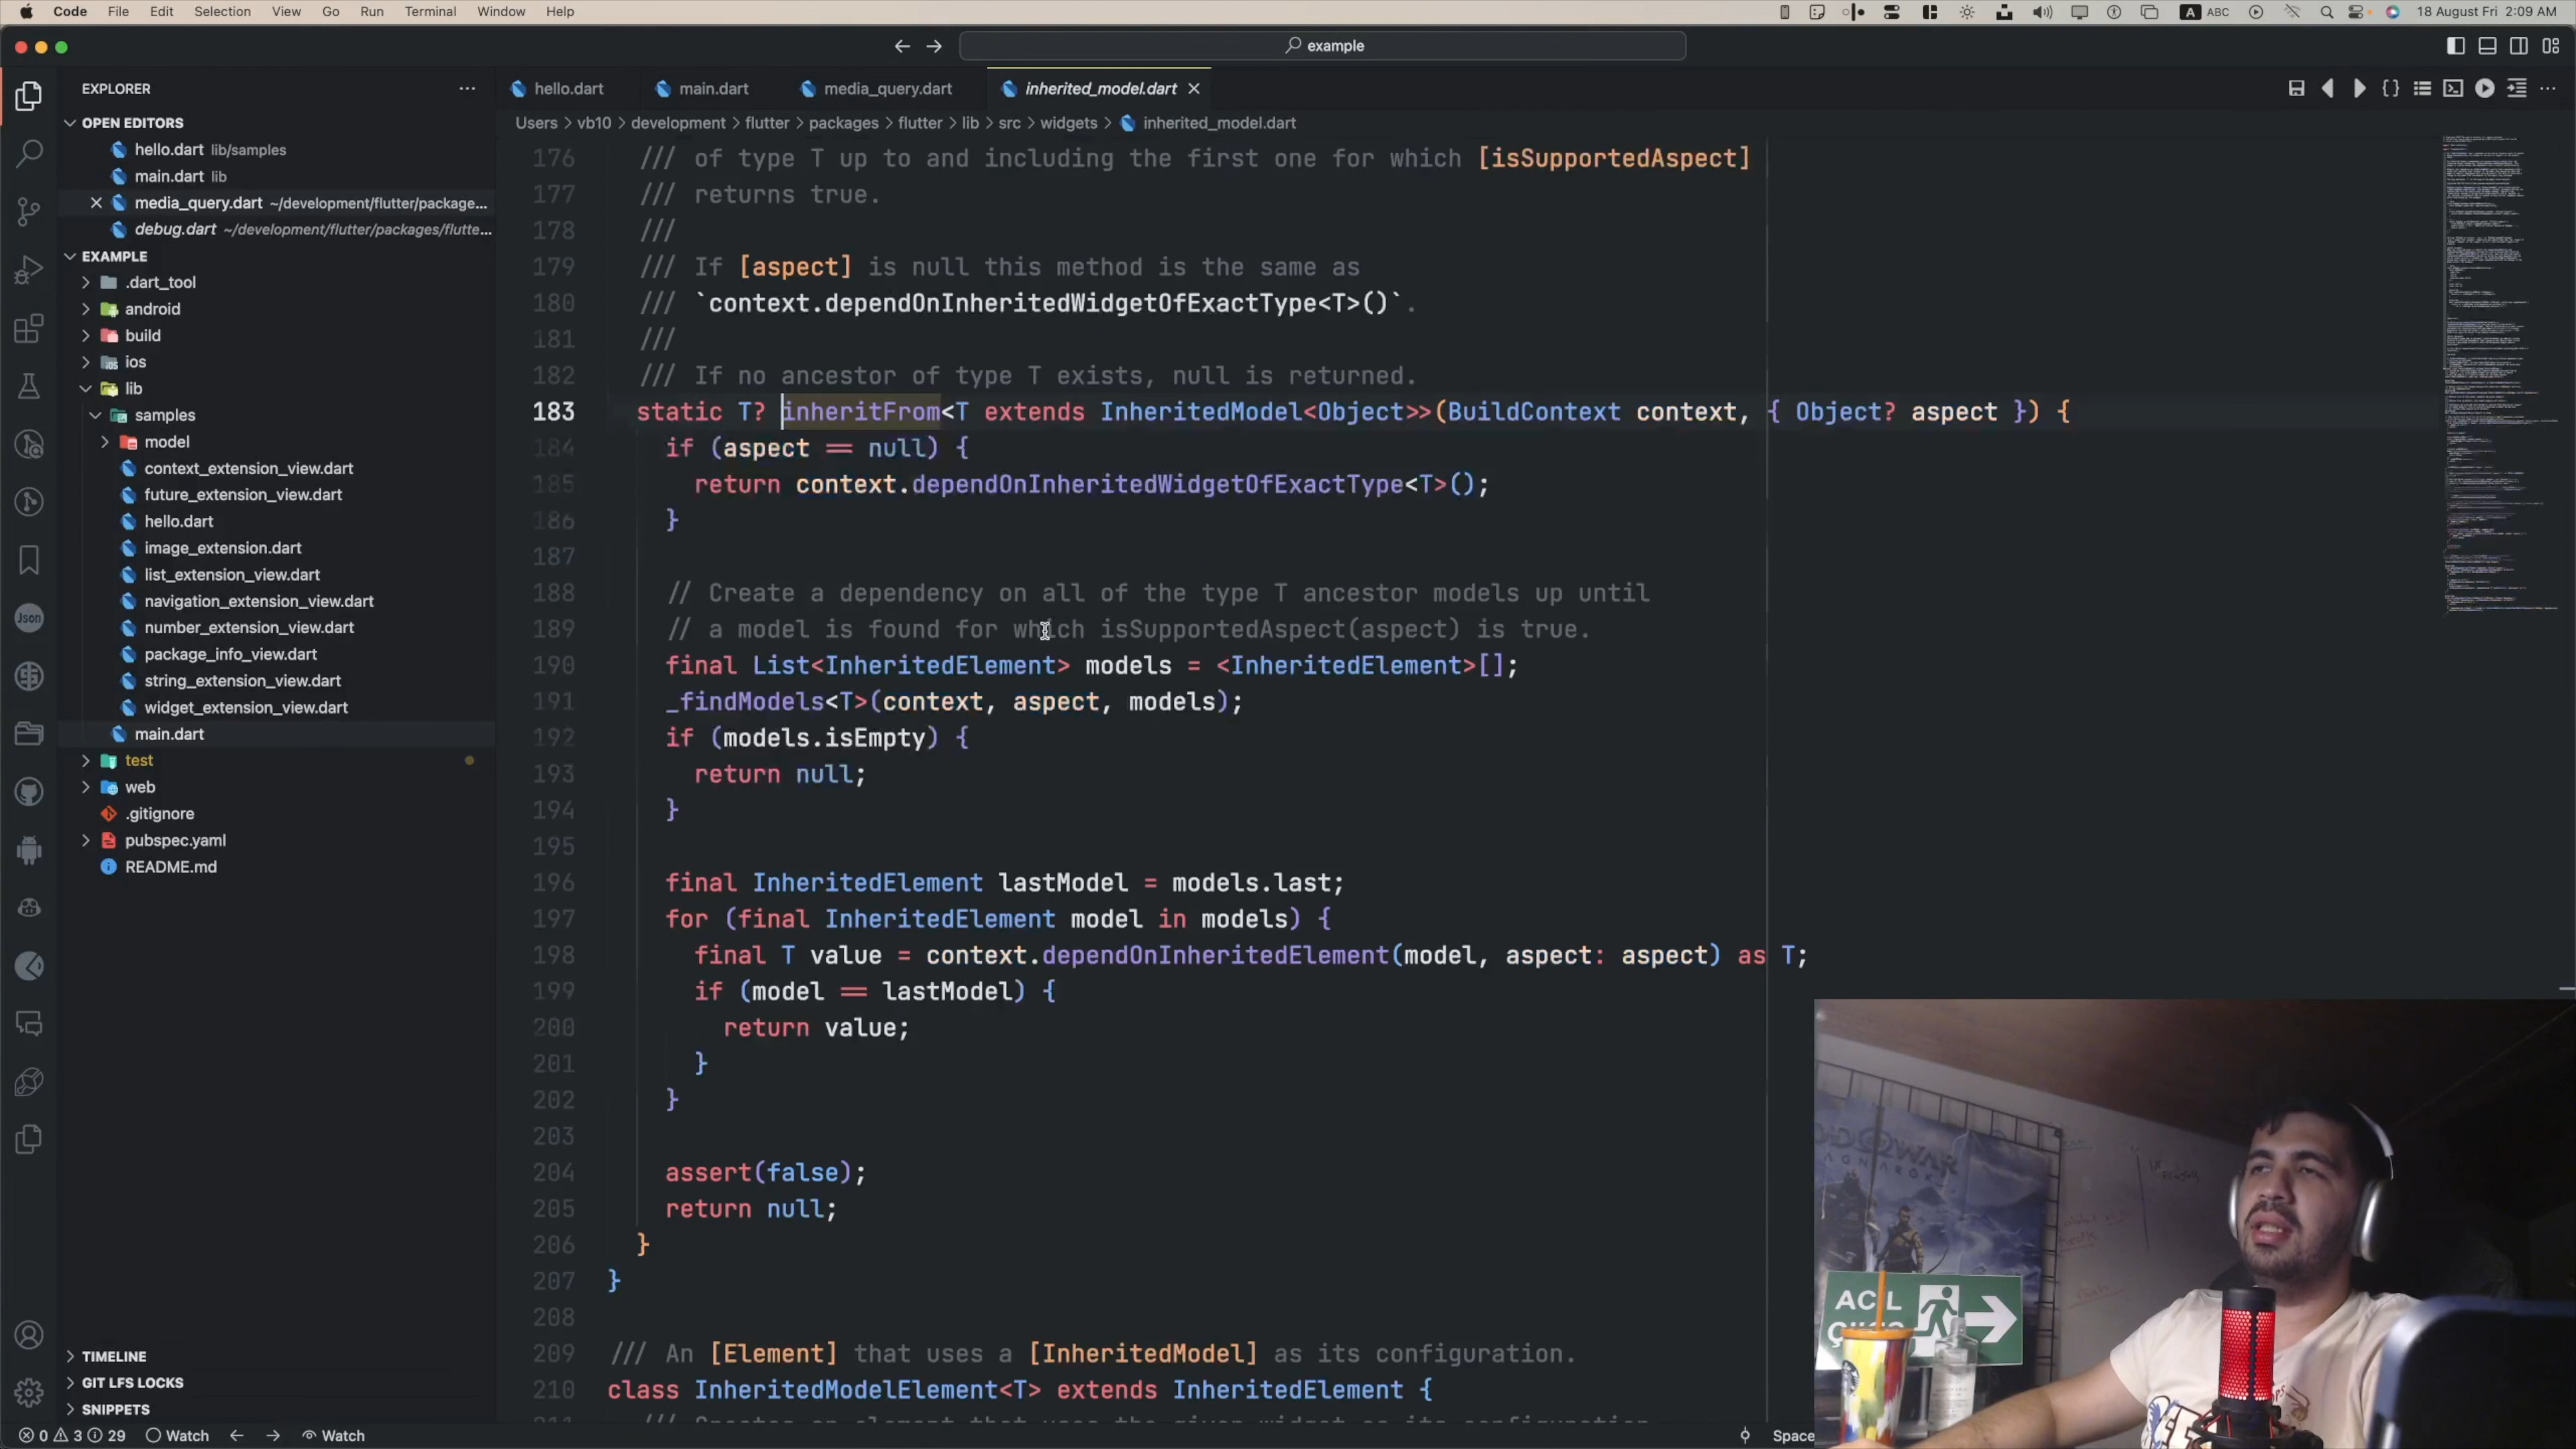 Code File Edit Selection View Go Run Terminal Window Help
A ABC 18 August Fri 2:09 AM
example
EXPLORER
OPEN EDITORS
hello.dart lib/samples
main.dart lib
media_query.dart ~/development/flutter/package...
debug.dart ~/development/flutter/packages/flutte...
EXAMPLE
.dart_tool
android
build
ios
lib
samples
model
context_extension_view.dart
future_extension_view.dart
hello.dart
image_extension.dart
list_extension_view.dart
navigation_extension_view.dart
number_extension_view.dart
package_info_view.dart
string_extension_view.dart
widget_extension_view.dart
main.dart
test
web
.gitignore
pubspec.yaml
README.md
TIMELINE
GIT LFS LOCKS
SNIPPETS
Json
hello.dart main.dart media_query.dart inherited_model.dart
Users > vb10 > development > flutter > packages > flutter > lib > src > widgets > inherited_model.dart
176 /// of type T up to and including the first one for which [isSupportedAspect]
177 /// returns true.
178 ///
179 /// If [aspect] is null this method is the same as
180 /// `context.dependOnInheritedWidgetOfExactType<T>()`.
181 ///
182 /// If no ancestor of type T exists, null is returned.
183 static T? inheritFrom<T extends InheritedModel<Object>>(BuildContext context, { Object? aspect }) {
184 if (aspect == null) {
185 return context.dependOnInheritedWidgetOfExactType<T>();
186 }
187
188 // Create a dependency on all of the type T ancestor models up until
189 // a model is found for which isSupportedAspect(aspect) is true.
190 final List<InheritedElement> models = <InheritedElement>[];
191 _findModels<T>(context, aspect, models);
192 if (models.isEmpty) {
193 return null;
194 }
195
196 final InheritedElement lastModel = models.last;
197 for (final InheritedElement model in models) {
198 final T value = context.dependOnInheritedElement(model, aspect: aspect) as T;
199 if (model == lastModel) {
200 return value;
201 }
202 }
203
204 assert(false);
205 return null;
206 }
207 }
208
209 /// An [Element] that uses a [InheritedModel] as its configuration.
210 class InheritedModelElement<T> extends InheritedElement {
0 3 29 Watch Watch
Space
RAGNAROK
ACİL